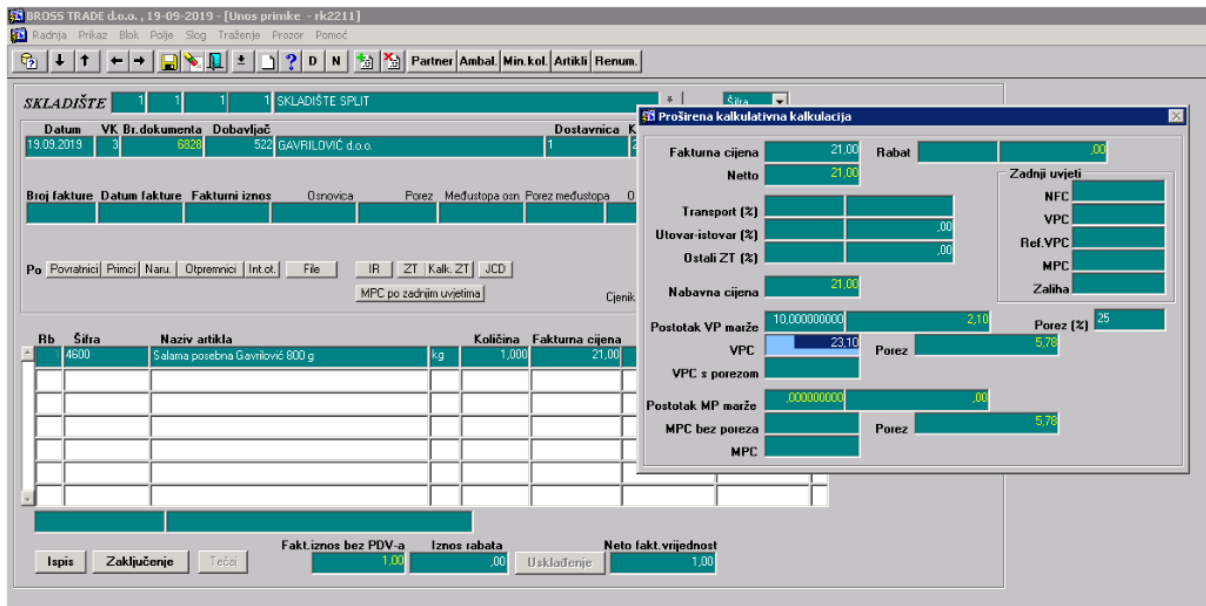 BROSS TRADE d.o.o. , 19-09-2019 - [Unos primke - rk2211]
Radnja Prikaz Blok Polje Slog Traženje Prozor Pomoć
D N Partner Ambal. Min.kol. Artikli Renum.
SKLADIŠTE 1 1 1 1 SKLADIŠTE SPLIT Šifra
Datum VK Br.dokumenta Dobavljač Dostavnica K
19.09.2019 3 6828 522 GAVRILOVIĆ d.o.o. 1 2
Broj fakture Datum fakture Fakturni iznos Osnovica Porez Međustopa osn Porez međustopa O
Po Povratnici Primci Naru. Otpremnici Int.ot. File IR ZT Kalk. ZT JCD
MPC po zadnjim uvjetima Cjenik
Rb Šifra Naziv artikla Količina Fakturna cijena
4600 Salama posebna Gavrilović 800 g kg 1,000 21,00
Fakt.iznos bez PDV-a Iznos rabata Neto fakt.vrijednost
Ispis Zaključenje Tečaj 1,00 ,00 Usklađenje 1,00
Proširena kalkulativna kalkulacija
Fakturna cijena 21,00 Rabat ,00
Netto 21,00
Zadnji uvjeti
NFC
VPC
Ref.VPC
MPC
Zaliha
Transport (%)
Utovar-istovar (%) ,00
Ostali ZT (%) ,00
Nabavna cijena 21,00
Postotak VP marže 10,000000000 2,10 Porez (%) 25
VPC 23,10 Porez 5,78
VPC s porezom
Postotak MP marže ,000000000 ,00
MPC bez poreza Porez 5,78
MPC